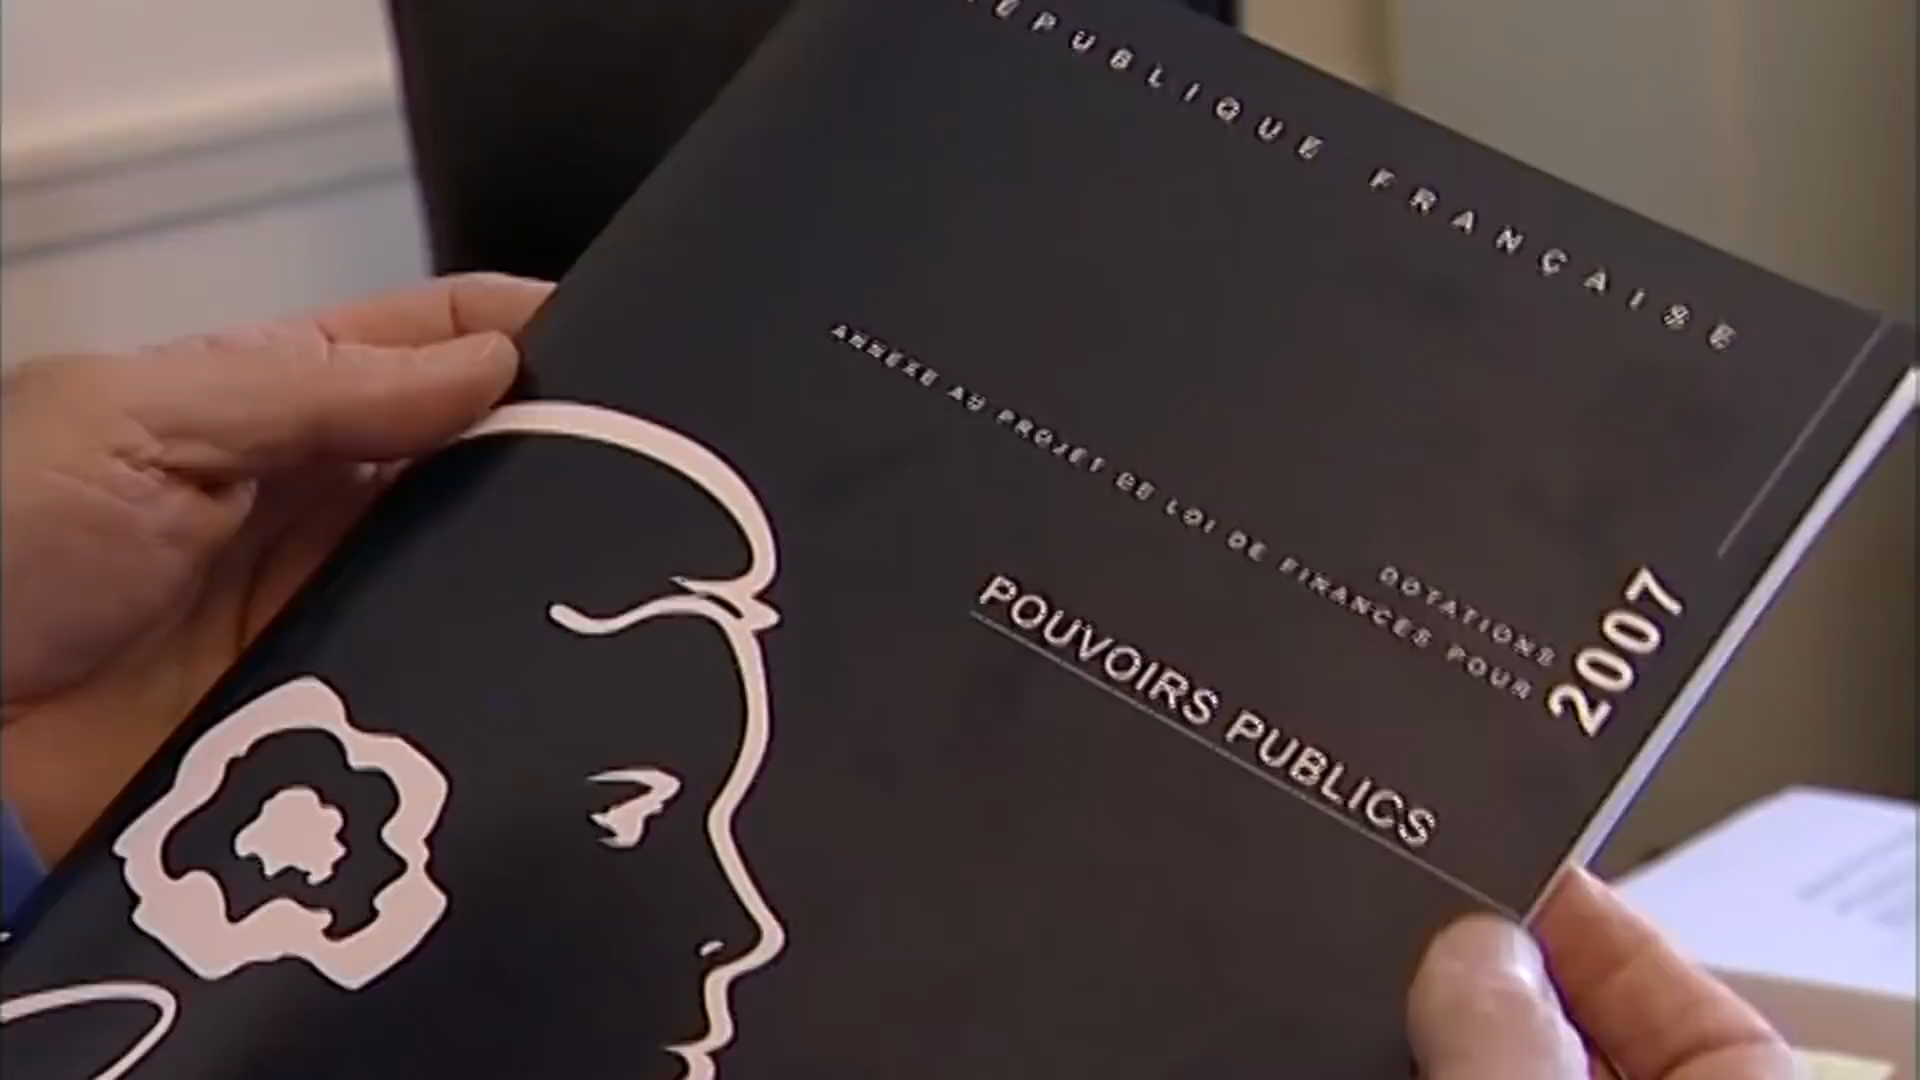 RÉPUBLIQUE FRANÇAISE
ANNEXE AU PROJET DE LOI DE FINANCES POUR
2007
DOTATIONS
POUVOIRS PUBLICS